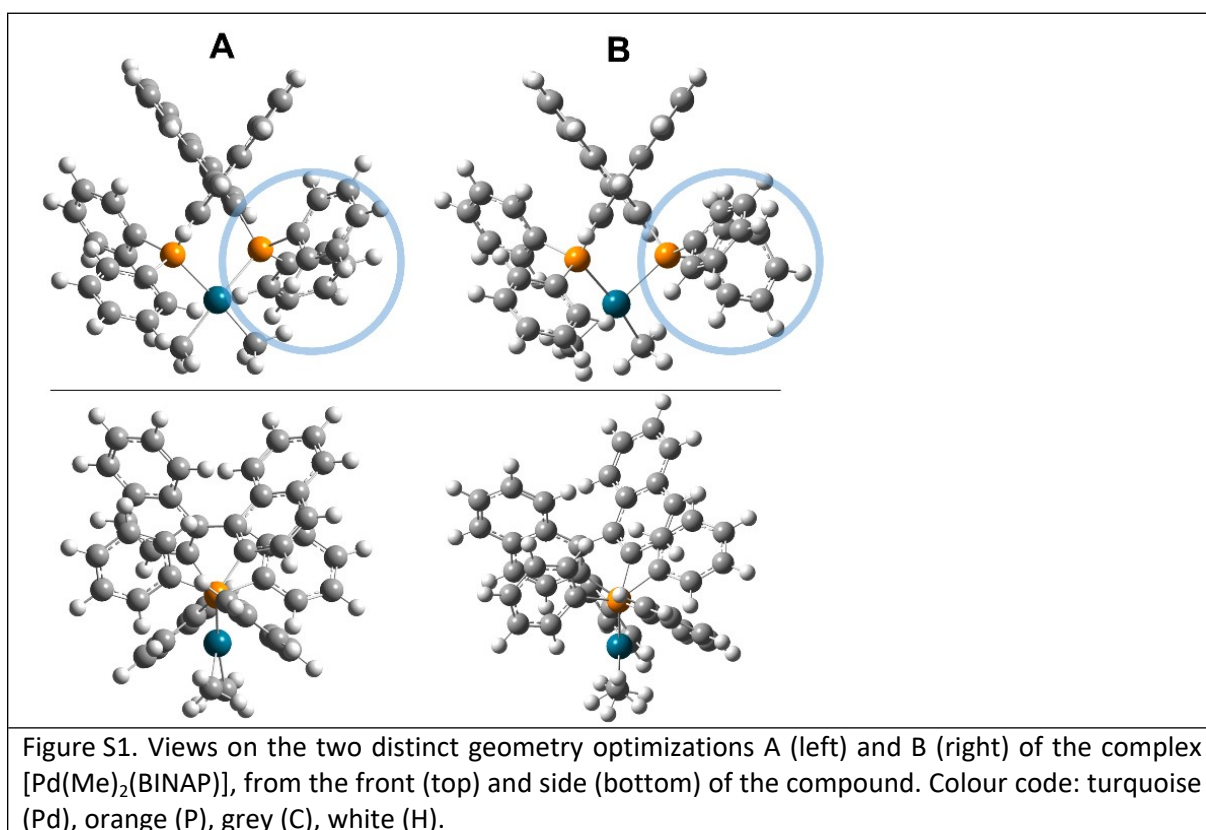 A B
Figure S1. Views on the two distinct geometry optimizations A (left) and B (right) of the complex
[Pd(Me)₂(BINAP)], from the front (top) and side (bottom) of the compound. Colour code: turquoise
(Pd), orange (P), grey (C), white (H).